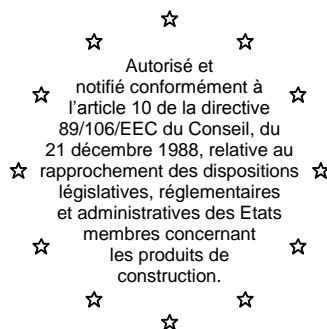 Autorisé et
notifié conformément à
l'article 10 de la directive
89/106/EEC du Conseil, du
21 décembre 1988, relative au
rapprochement des dispositions
législatives, réglementaires
et administratives des Etats
membres concernant
les produits de
construction.